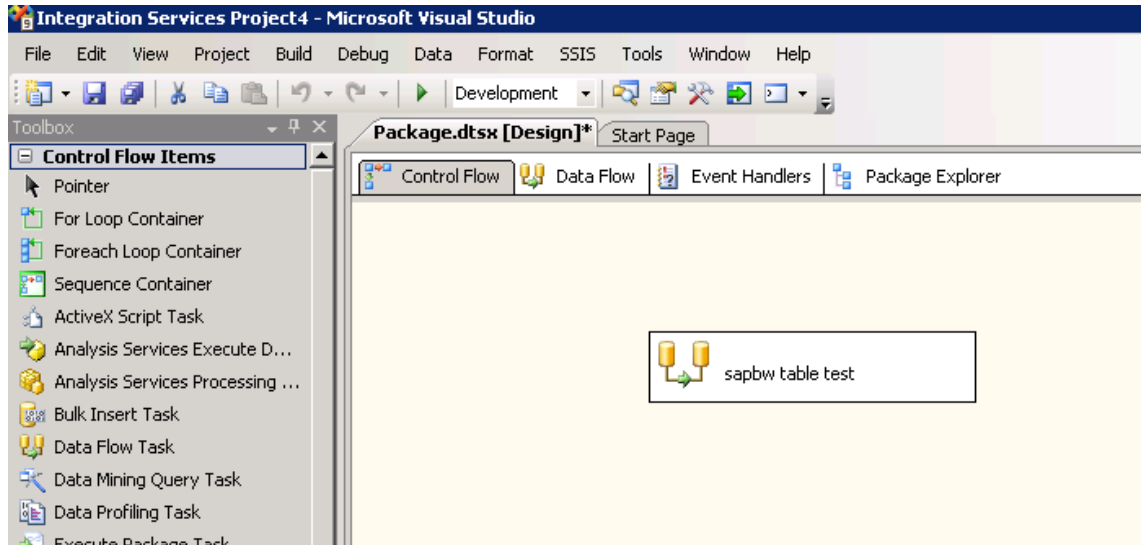 Integration Services Project4 - Microsoft Visual Studio
File Edit View Project Build Debug Data Format SSIS Tools Window Help
Development
Toolbox
Package.dtsx [Design]* Start Page
Control Flow Items
Control Flow Data Flow Event Handlers Package Explorer
Pointer
For Loop Container
Foreach Loop Container
Sequence Container
ActiveX Script Task
Analysis Services Execute D...
sapbw table test
Analysis Services Processing ...
Bulk Insert Task
Data Flow Task
Data Mining Query Task
Data Profiling Task
Execute Package Task